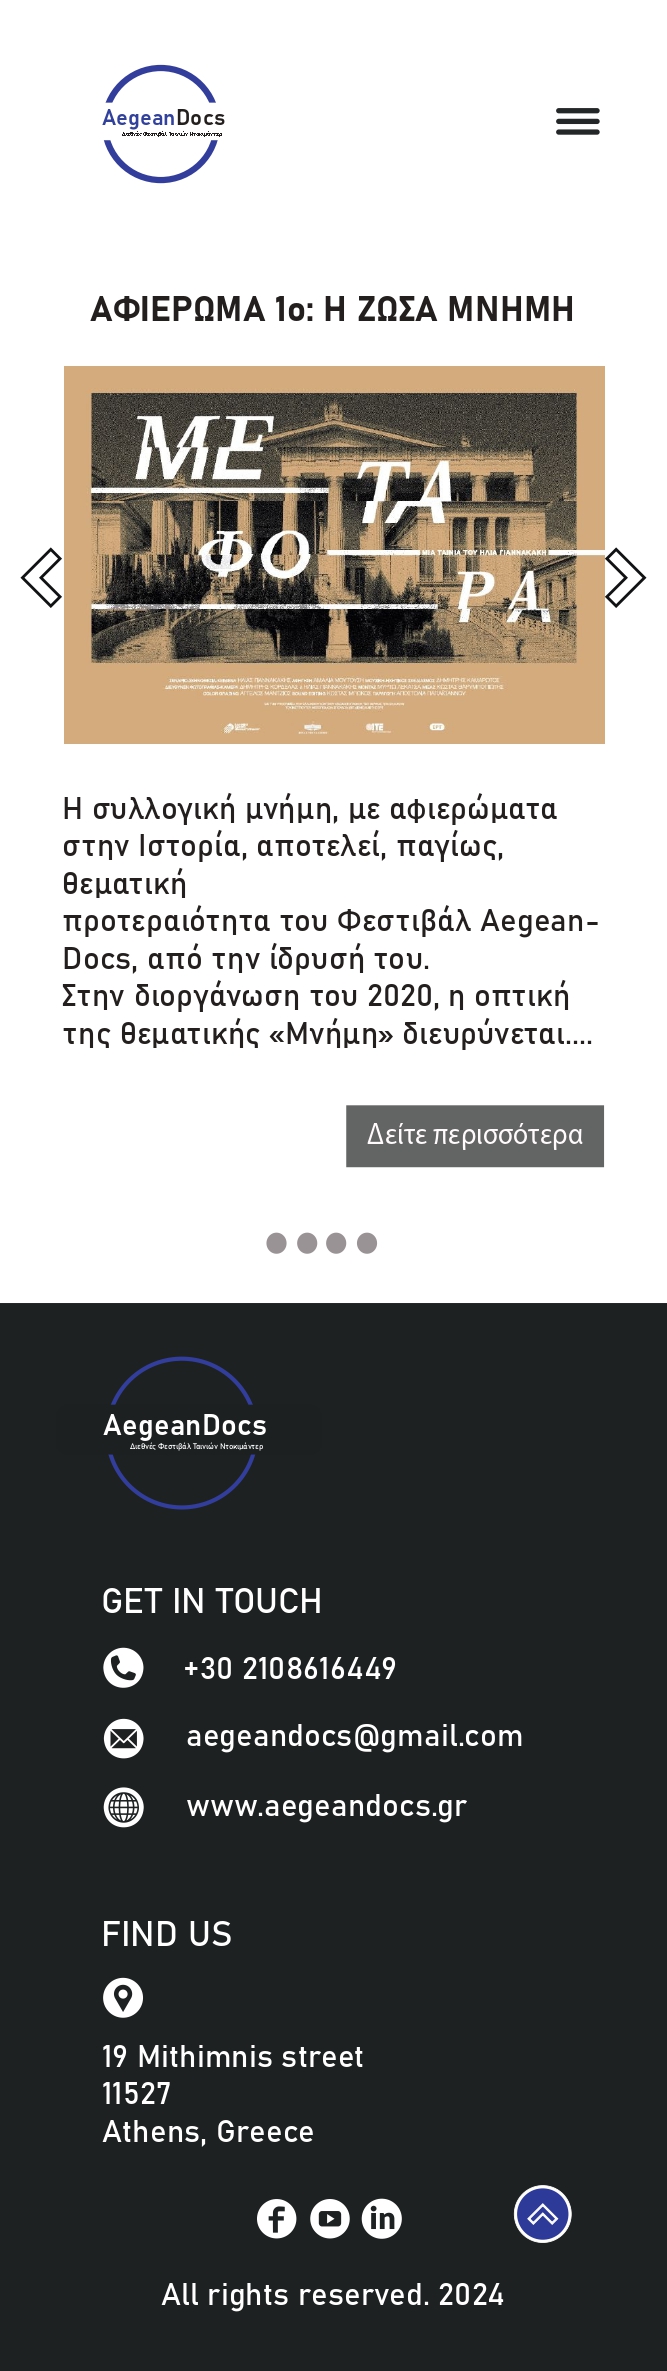 AegeanDocs
Διεθνές Φεστιβάλ Ταινιών Ντοκιμάντερ
ΑΦΙΕΡΩΜΑ 1ο: Η ΖΩΣΑ ΜΝΗΜΗ
ΜΕ
ΤΑ
ΦΟ
ΜΙΑ ΤΑΙΝΙΑ ΤΟΥ ΗΛΙΑ ΓΙΑΝΝΑΚΑΚΗ
ΡΑ
Η συλλογική μνήμη, με αφιερώματα
στην Ιστορία, αποτελεί, παγίως,
θεματική
προτεραιότητα του Φεστιβάλ Aegean-
Docs, από την ίδρυσή του.
Στην διοργάνωση του 2020, η οπτική
της θεματικής «Μνήμη» διευρύνεται....
Δείτε περισσότερα
AegeanDocs
Διεθνές Φεστιβάλ Ταινιών Ντοκιμάντερ
GET IN TOUCH
+30 2108616449
aegeandocs@gmail.com
www.aegeandocs.gr
FIND US
19 Mithimnis street
11527
Athens, Greece
All rights reserved. 2024